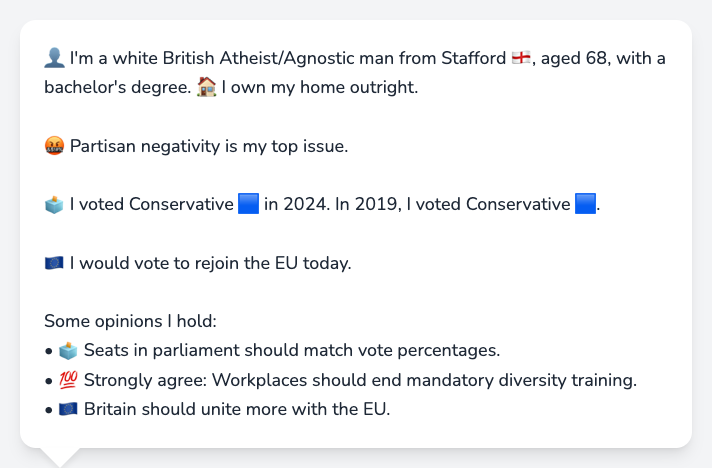 👤 I'm a white British Atheist/Agnostic man from Stafford 🏴󠁧󠁢󠁥󠁮󠁧󠁿, aged 68, with a
bachelor's degree. 🏠 I own my home outright.
🤬 Partisan negativity is my top issue.
🗳️ I voted Conservative 🟦 in 2024. In 2019, I voted Conservative 🟦.
🇪🇺 I would vote to rejoin the EU today.
Some opinions I hold:
• 🗳️ Seats in parliament should match vote percentages.
• 💯 Strongly agree: Workplaces should end mandatory diversity training.
• 🇪🇺 Britain should unite more with the EU.